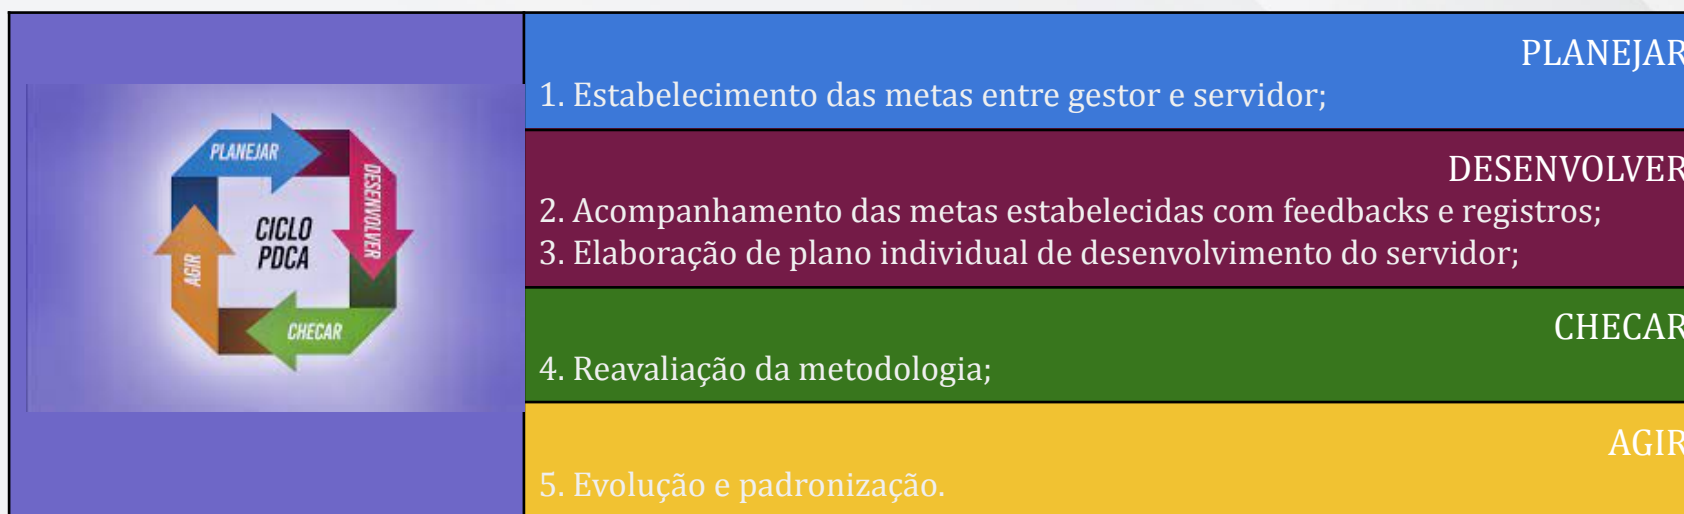 PLANEJAR
DESENVOLVER
CICLO
PDCA
AGIR
CHECAR
PLANEJAR
1. Estabelecimento das metas entre gestor e servidor;
DESENVOLVER
2. Acompanhamento das metas estabelecidas com feedbacks e registros;
3. Elaboração de plano individual de desenvolvimento do servidor;
CHECAR
4. Reavaliação da metodologia;
AGIR
5. Evolução e padronização.